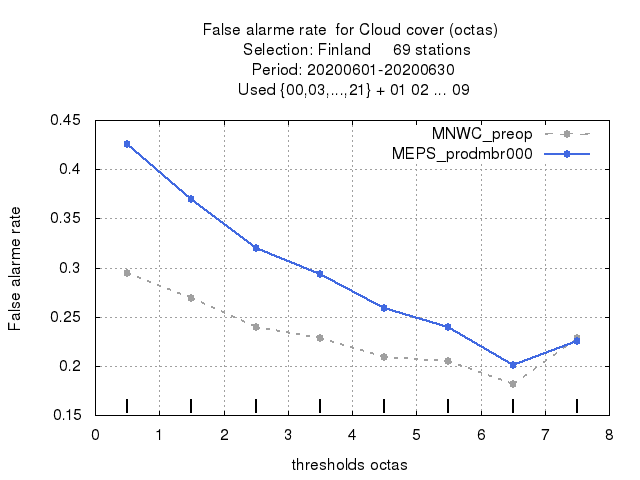 False alarme rate  for Cloud cover (octas)
Selection: Finland     69 stations
Period: 20200601-20200630
Used {00,03,...,21} + 01 02 ... 09
MNWC_preop
MEPS_prodmbr000
0.45
0.4
0.35
0.3
0.25
0.2
0.15
False alarme rate
0 1 2 3 4 5 6 7 8
thresholds octas